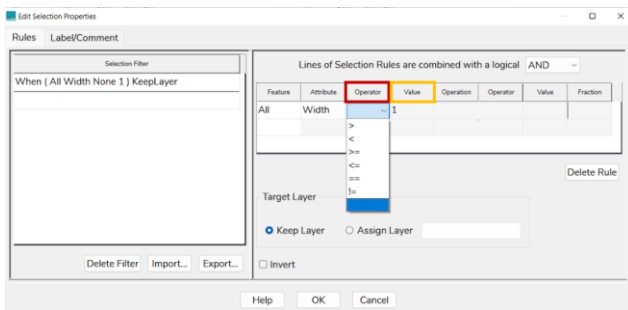 Edit Selection Properties
Rules Label/Comment
Selection Filter
When ( All Width None 1 ) KeepLayer
Delete Filter Import... Export...
Lines of Selection Rules are combined with a logical AND
Feature Attribute Operator Value Operation Operator Value Fraction
All Width 1
>
<
>=
<=
==
!=
Delete Rule
Target Layer
Keep Layer Assign Layer
Invert
Help OK Cancel